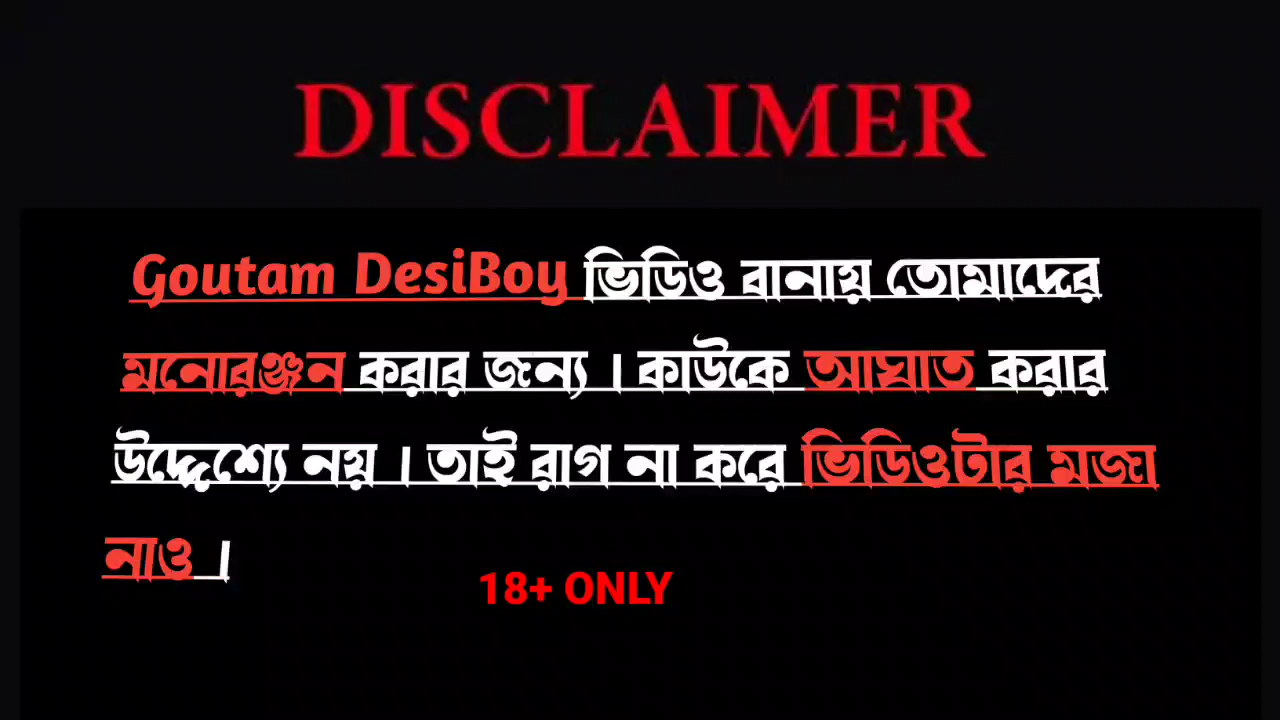 DISCLAIMER
Goutam DesiBoy ভিডিও বানায় তোমাদের
মনোরঞ্জন করার জন্য । কাউকে আঘাত করার
উদ্দেশ্যে নয় । তাই রাগ না করে ভিডিওটার মজা
নাও ।
18+ ONLY